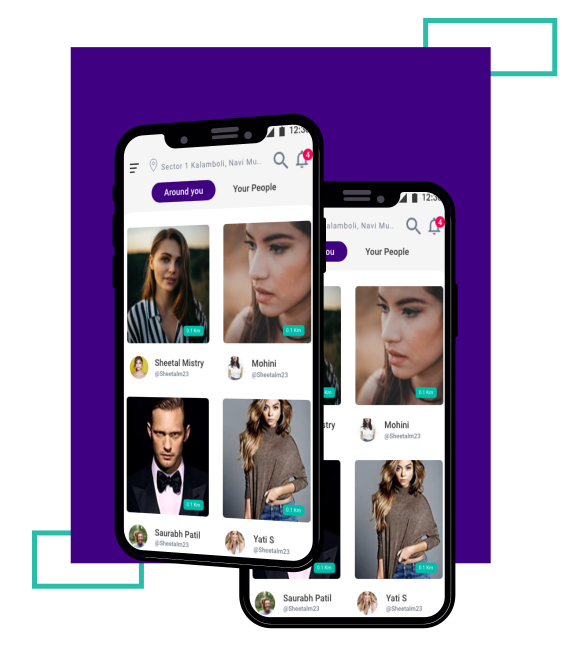 12:30
Sector 1 Kalamboli, Navi Mu..
4
Around you
Your People
0.1 Km
0.1 Km
Sheetal Mistry
@Sheetalm23
Mohini
@Sheetalm23
0.1 Km
0.1 Km
Saurabh Patil
@Sheetalm23
Yati S
@Sheetalm23
12:30
alamboli, Navi Mu..
4
ou
Your People
0.1 Km
stry
Mohini
@Sheetalm23
0.1 Km
0.1 Km
Saurabh Patil
@Sheetalm23
Yati S
@Sheetalm23